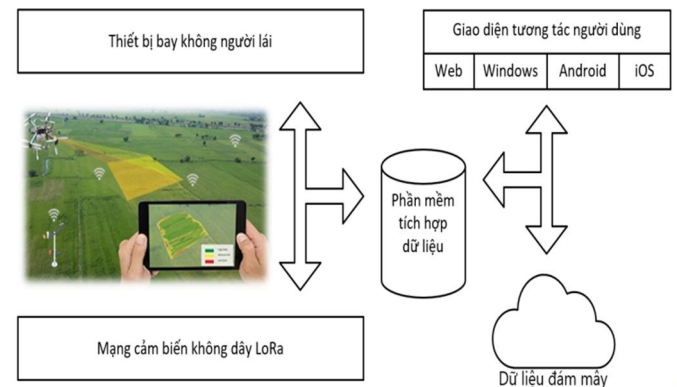 Thiết bị bay không người lái
Giao diện tương tác người dùng
Web Windows Android iOS
Phần mềm
tích hợp
dữ liệu
Mạng cảm biến không dây LoRa
Dữ liệu đám mây